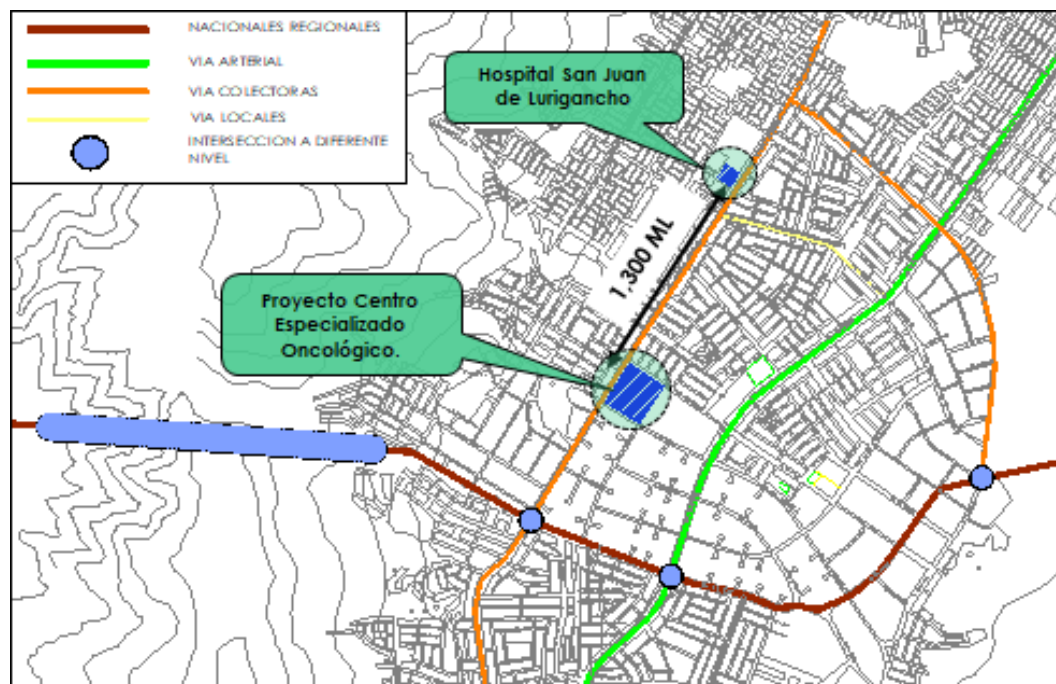 NACIONALES REGIONALES
VIA ARTERIAL
VIA COLECTORAS
VIA LOCALES
INTERSECCION A DIFERENTE
NIVEL
Hospital San Juan
de Lurigancho
1,300 ML
Proyecto Centro
Especializado
Oncológico.